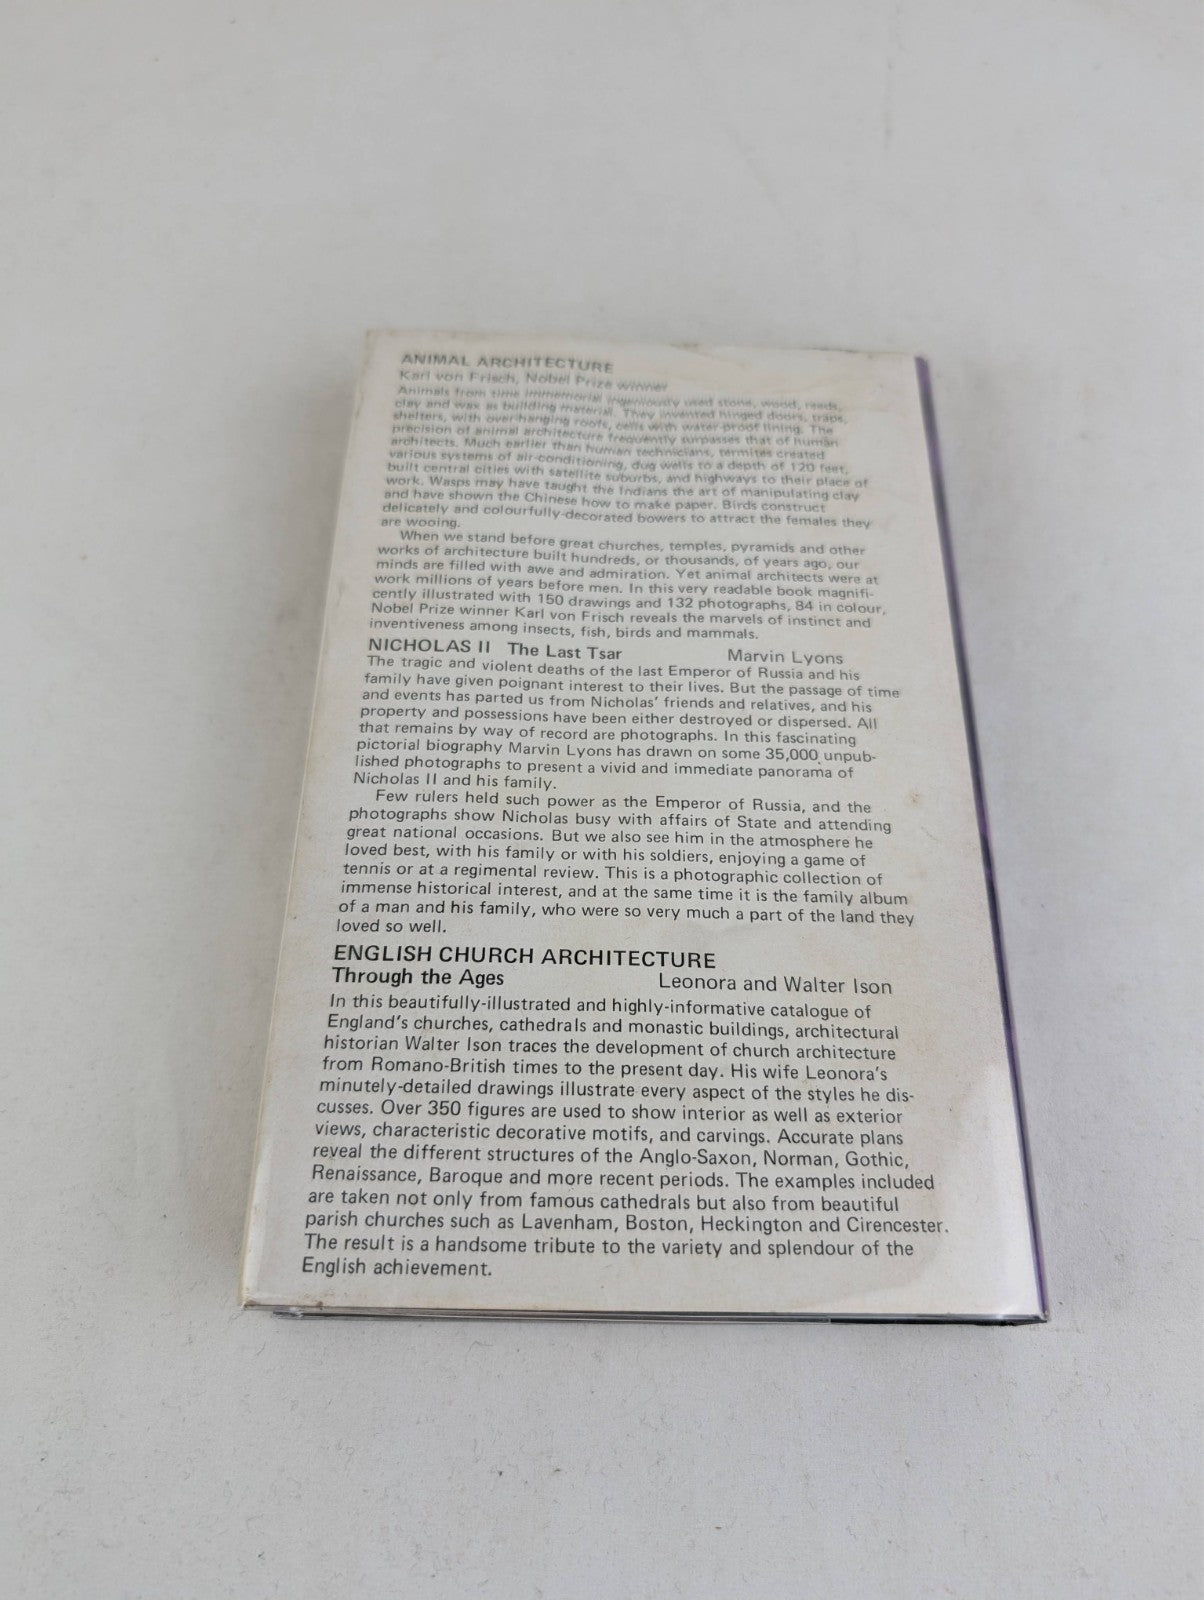 ANIMAL ARCHITECTURE
Karl von Frisch, Nobel Prize winner
Animals from time immemorial ingeniously used stone, wood, reeds,
clay and wax as building material. They invented hinged doors, traps,
shelters, with over-hanging roofs, cells with water-proof lining. The
precision of animal architecture frequently surpasses that of human
architects. Much earlier than human technicians, termites created
various systems of air-conditioning, dug wells to a depth of 120 feet,
built central cities with satellite suburbs, and highways to their place of
work. Wasps may have taught the Indians the art of manipulating clay
and have shown the Chinese how to make paper. Birds construct
delicately and colourfully-decorated bowers to attract the females they
are wooing.
When we stand before great churches, temples, pyramids and other
works of architecture built hundreds, or thousands, of years ago, our
minds are filled with awe and admiration. Yet animal architects were at
work millions of years before men. In this very readable book magnifi-
cently illustrated with 150 drawings and 132 photographs, 84 in colour,
Nobel Prize winner Karl von Frisch reveals the marvels of instinct and
inventiveness among insects, fish, birds and mammals.
NICHOLAS II The Last Tsar Marvin Lyons
The tragic and violent deaths of the last Emperor of Russia and his
family have given poignant interest to their lives. But the passage of time
and events has parted us from Nicholas' friends and relatives, and his
property and possessions have been either destroyed or dispersed. All
that remains by way of record are photographs. In this fascinating
pictorial biography Marvin Lyons has drawn on some 35,000 unpub-
lished photographs to present a vivid and immediate panorama of
Nicholas II and his family.
Few rulers held such power as the Emperor of Russia, and the
photographs show Nicholas busy with affairs of State and attending
great national occasions. But we also see him in the atmosphere he
loved best, with his family or with his soldiers, enjoying a game of
tennis or at a regimental review. This is a photographic collection of
immense historical interest, and at the same time it is the family album
of a man and his family, who were so very much a part of the land they
loved so well.
ENGLISH CHURCH ARCHITECTURE
Through the Ages Leonora and Walter Ison
In this beautifully-illustrated and highly-informative catalogue of
England's churches, cathedrals and monastic buildings, architectural
historian Walter Ison traces the development of church architecture
from Romano-British times to the present day. His wife Leonora's
minutely-detailed drawings illustrate every aspect of the styles he dis-
cusses. Over 350 figures are used to show interior as well as exterior
views, characteristic decorative motifs, and carvings. Accurate plans
reveal the different structures of the Anglo-Saxon, Norman, Gothic,
Renaissance, Baroque and more recent periods. The examples included
are taken not only from famous cathedrals but also from beautiful
parish churches such as Lavenham, Boston, Heckington and Cirencester.
The result is a handsome tribute to the variety and splendour of the
English achievement.